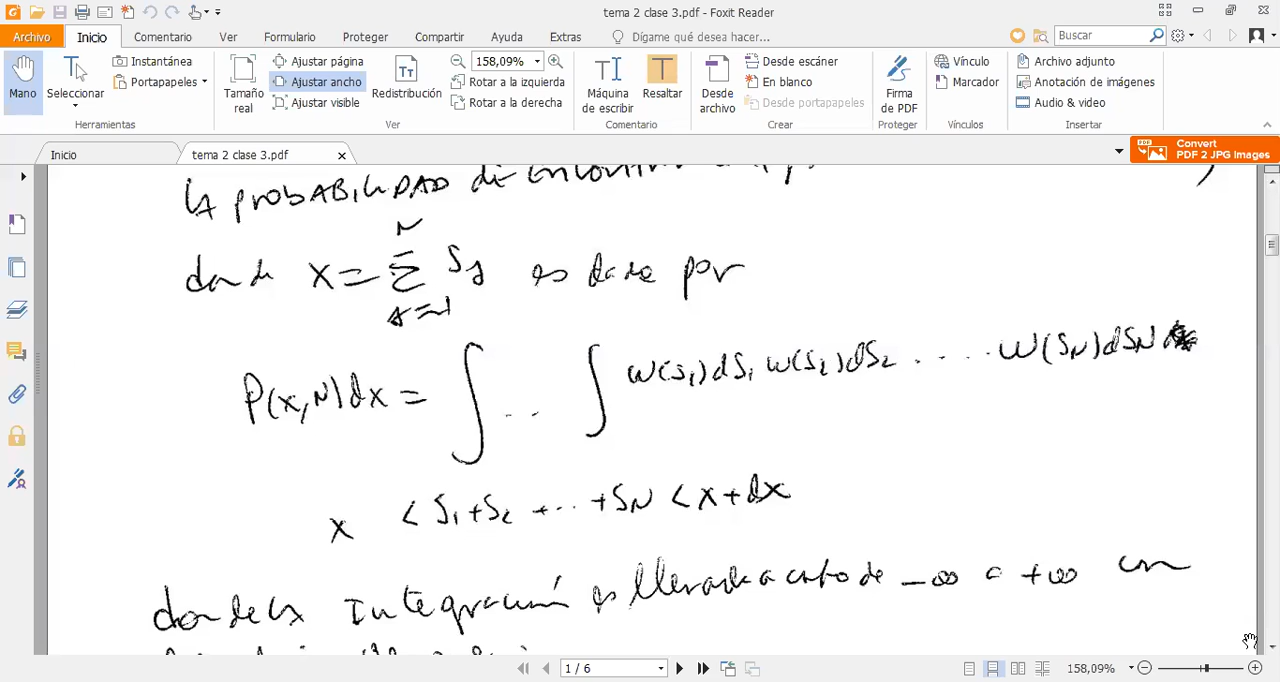 tema 2 clase 3.pdf - Foxit Reader
Archivo Inicio Comentario Ver Formulario Proteger Compartir Ayuda Extras Dígame qué desea hacer... Buscar
Mano
Seleccionar
Instantánea
Portapapeles
Herramientas
Tamaño real
Ajustar página
Ajustar ancho
Ajustar visible
Redistribución
158,09%
Rotar a la izquierda
Rotar a la derecha
Ver
Máquina de escribir
Resaltar
Comentario
Desde archivo
Desde escáner
En blanco
Desde portapapeles
Crear
Firma de PDF
Proteger
Vínculo
Marcador
Vínculos
Archivo adjunto
Anotación de imágenes
Audio & video
Insertar
Inicio
tema 2 clase 3.pdf
Convert
PDF 2 JPG Images
la probabilidad de
donde x = Σ_{s=1}^{N} S_s es dada por
P(x,N)dx = ∫ ... ∫ W(S1)dS1 W(S2)dS2 ..... W(SN)dSN
x < S1+S2 + ... + SN < x+dx
donde la integración es llevada a cabo de -∞ a +∞ con
1 / 6
158,09%